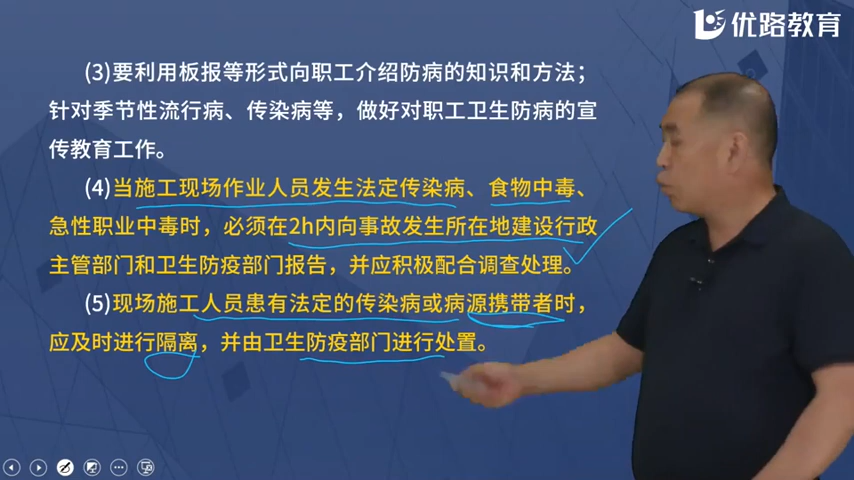 优路教育
(3)要利用板报等形式向职工介绍防病的知识和方法；
针对季节性流行病、传染病等，做好对职工卫生防病的宣
传教育工作。
(4)当施工现场作业人员发生法定传染病、食物中毒、
急性职业中毒时，必须在2h内向事故发生所在地建设行政
主管部门和卫生防疫部门报告，并应积极配合调查处理。
(5)现场施工人员患有法定的传染病或病源携带者时，
应及时进行隔离，并由卫生防疫部门进行处置。